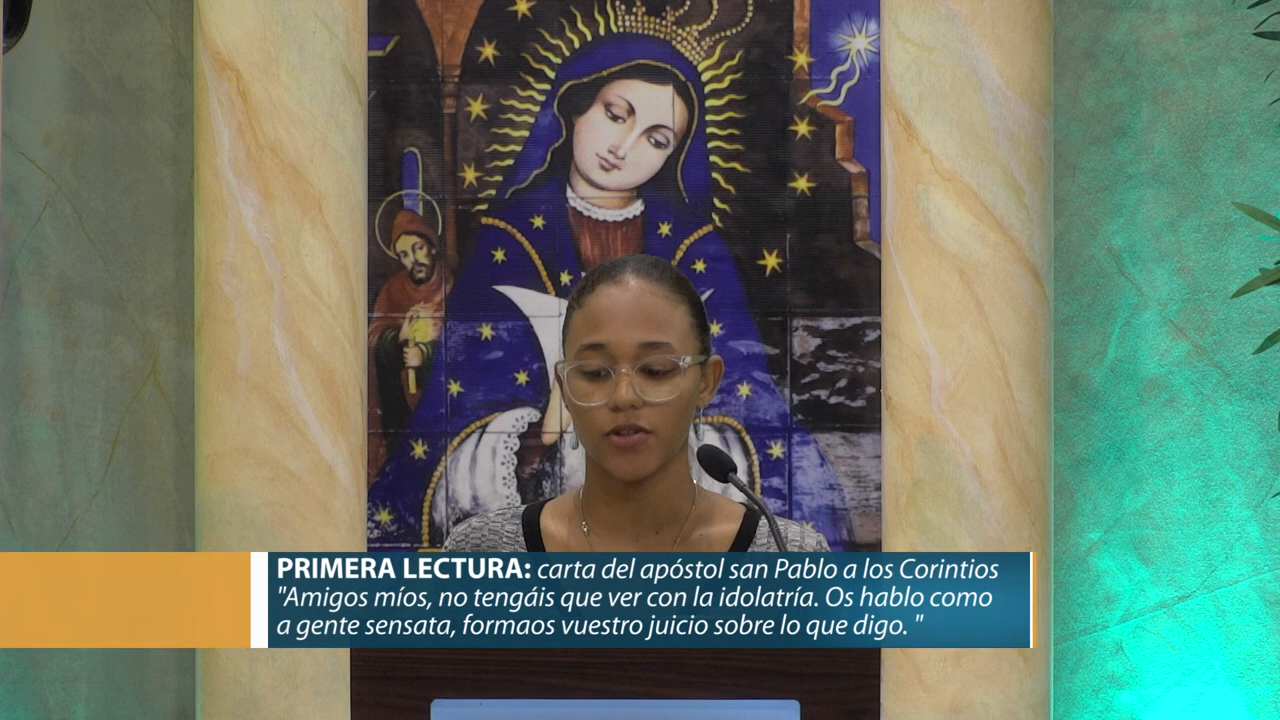 PRIMERA LECTURA: carta del apóstol san Pablo a los Corintios
"Amigos míos, no tengáis que ver con la idolatría. Os hablo como
a gente sensata, formaos vuestro juicio sobre lo que digo. "